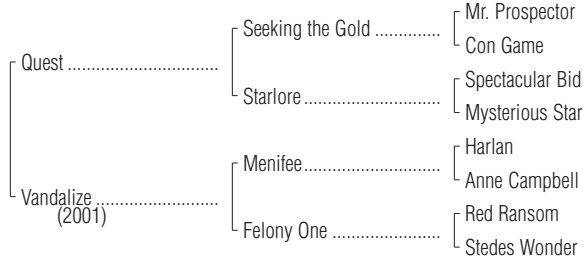 Mr. Prospector
Seeking the Gold ..............
Con Game
Quest ................................
Spectacular Bid
Starlore .............................
Mysterious Star
Harlan
Menifee .............................
Anne Campbell
Vandalize ..........................
(2001)
Red Ransom
Felony One .......................
Stedes Wonder